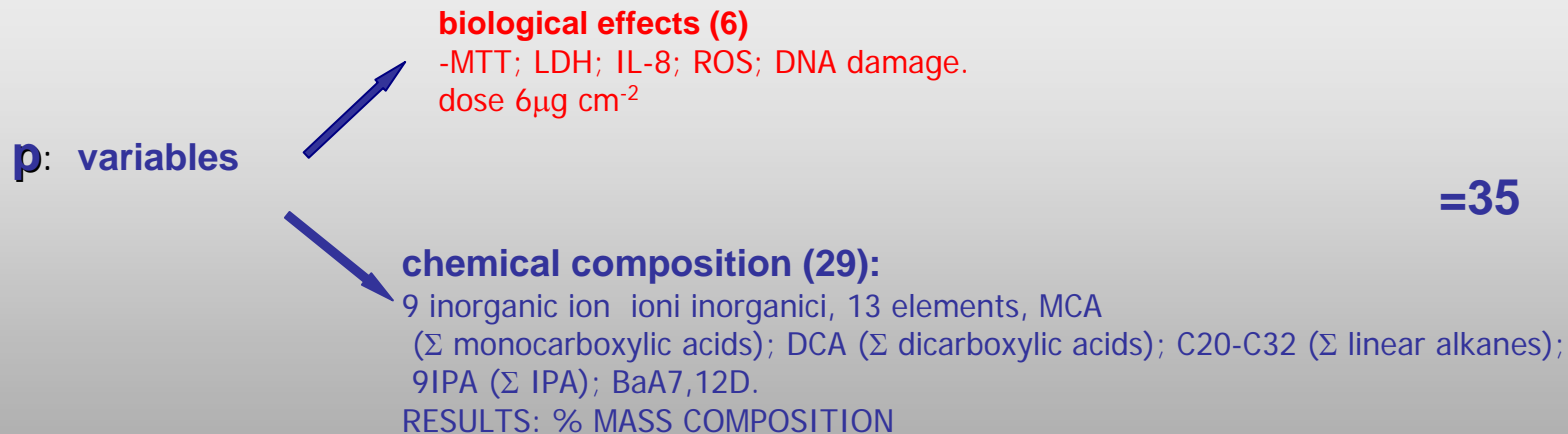 biological effects (6)
-MTT; LDH; IL-8; ROS; DNA damage.
dose 6μg cm-2
p: variables
=35
chemical composition (29):
9 inorganic ion ioni inorganici, 13 elements, MCA
(Σ monocarboxylic acids); DCA (Σ dicarboxylic acids); C20-C32 (Σ linear alkanes);
9IPA (Σ IPA); BaA7,12D.
RESULTS: % MASS COMPOSITION